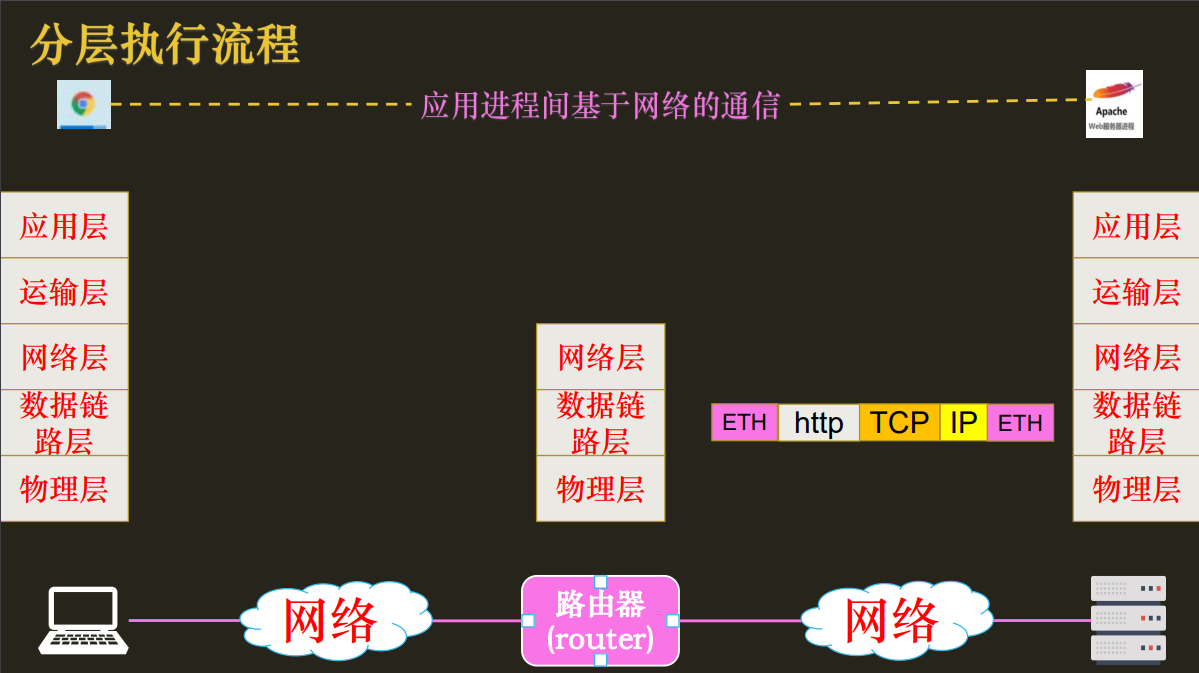 分层执行流程
应用进程间基于网络的通信
Apache
Web服务器进程
应用层
运输层
网络层
数据链
路层
物理层
网络层
数据链
路层
物理层
ETH http TCP IP ETH
应用层
运输层
网络层
数据链
路层
物理层
网络
路由器
(router)
网络